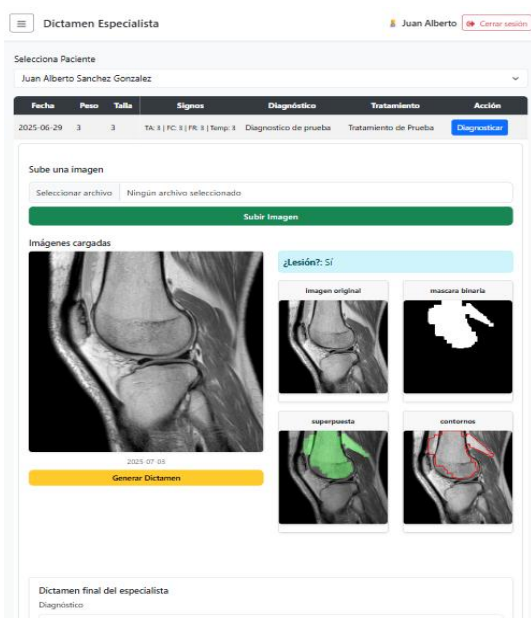 Dictamen Especialista
Juan Alberto
Cerrar sesión
Selecciona Paciente
Juan Alberto Sanchez Gonzalez
Fecha Peso Talla Signos Diagnóstico Tratamiento Acción
2025-06-29 3 3 TA: 3 | FC: 3 | FR: 3 | Temp: 3 Diagnostico de prueba Tratamiento de Prueba Diagnosticar
Sube una imagen
Seleccionar archivo Ningún archivo seleccionado
Subir Imagen
Imágenes cargadas
¿Lesión?: Sí
imagen original mascara binaria
superpuesta contornos
2025-07-03
Generar Dictamen
Dictamen final del especialista
Diagnóstico